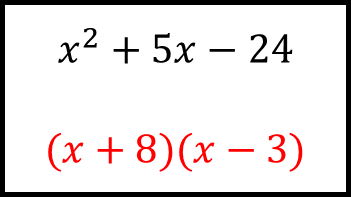 x² + 5x − 24
(x + 8)(x − 3)